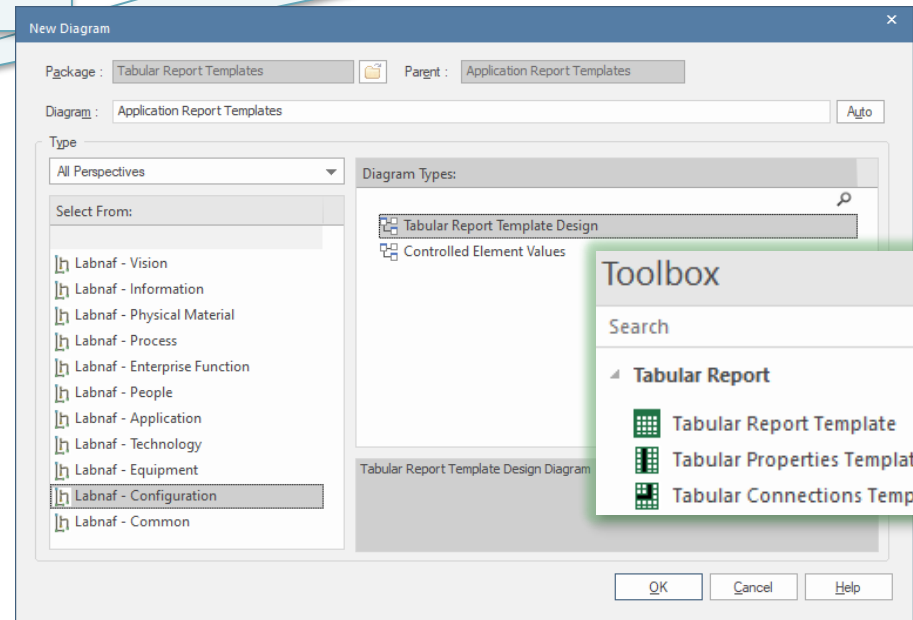 New Diagram
Package : Tabular Report Templates Parent : Application Report Templates
Diagram : Application Report Templates Auto
Type
All Perspectives
Diagram Types:
Select From:
Tabular Report Template Design
Controlled Element Values
Labnaf - Vision
Labnaf - Information
Labnaf - Physical Material
Labnaf - Process
Labnaf - Enterprise Function
Labnaf - People
Labnaf - Application
Labnaf - Technology
Labnaf - Equipment
Labnaf - Configuration
Labnaf - Common
Tabular Report Template Design Diagram
Toolbox
Search
Tabular Report
Tabular Report Template
Tabular Properties Templat
Tabular Connections Temp
OK Cancel Help